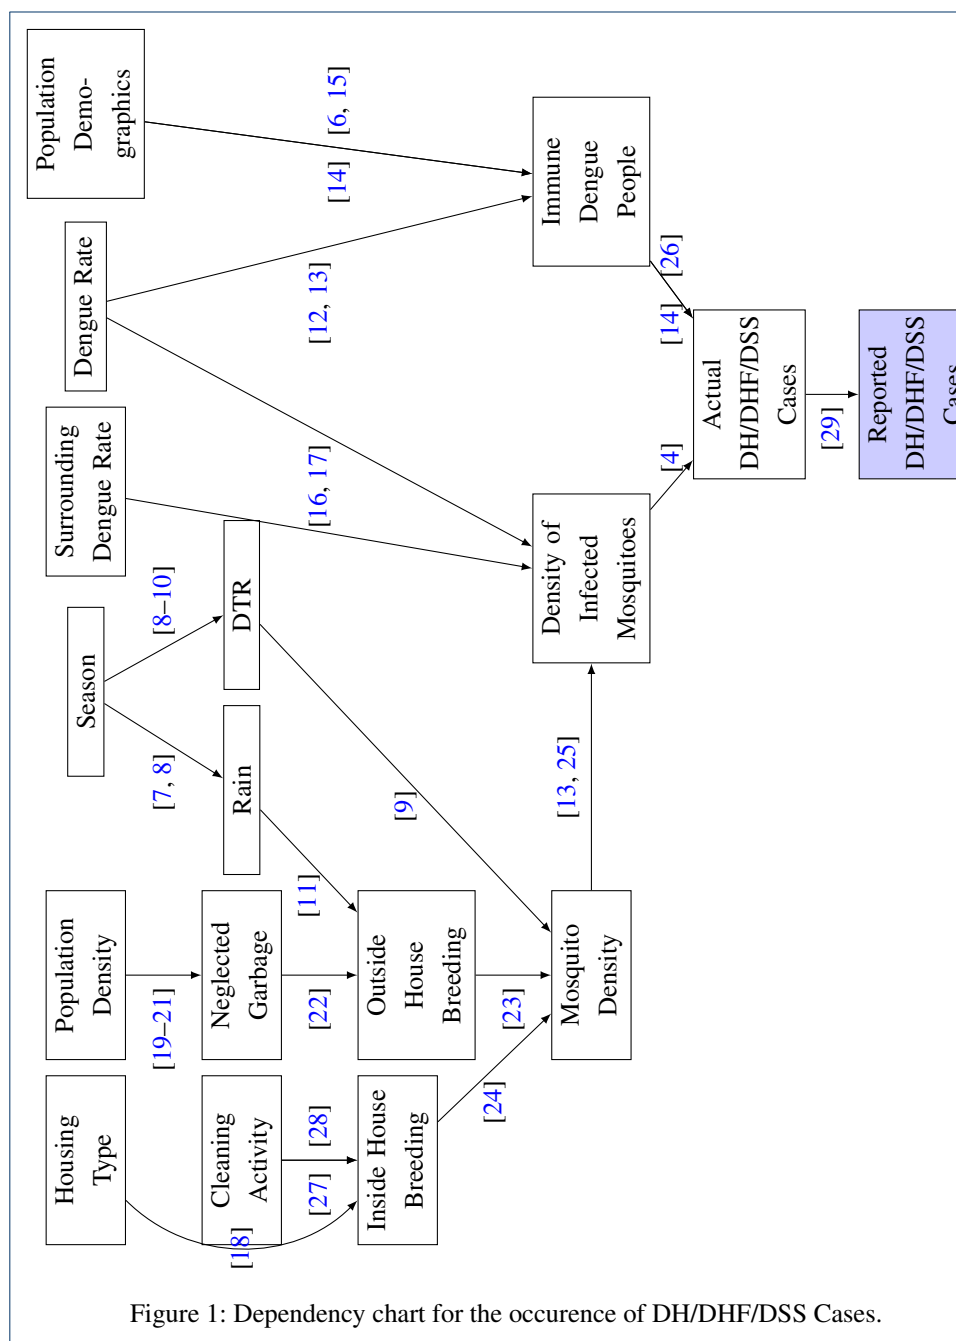 Housing
Type
Population
Density
Season
Surrounding
Dengue Rate
Dengue Rate
Population
Demo-
graphics
[19–21]
[7, 8]
[8–10]
Cleaning
Activity
Neglected
Garbage
Rain
DTR
[18]
[27]
[28]
[22]
[11]
[16, 17]
[12, 13]
[14]
[6, 15]
Inside House
Breeding
Outside
House
Breeding
[9]
[24]
[23]
Mosquito
Density
[13, 25]
Density of
Infected
Mosquitoes
Immune
Dengue
People
[4]
[14]
[26]
Actual
DH/DHF/DSS
Cases
[29]
Reported
DH/DHF/DSS
Cases
Figure 1: Dependency chart for the occurence of DH/DHF/DSS Cases.